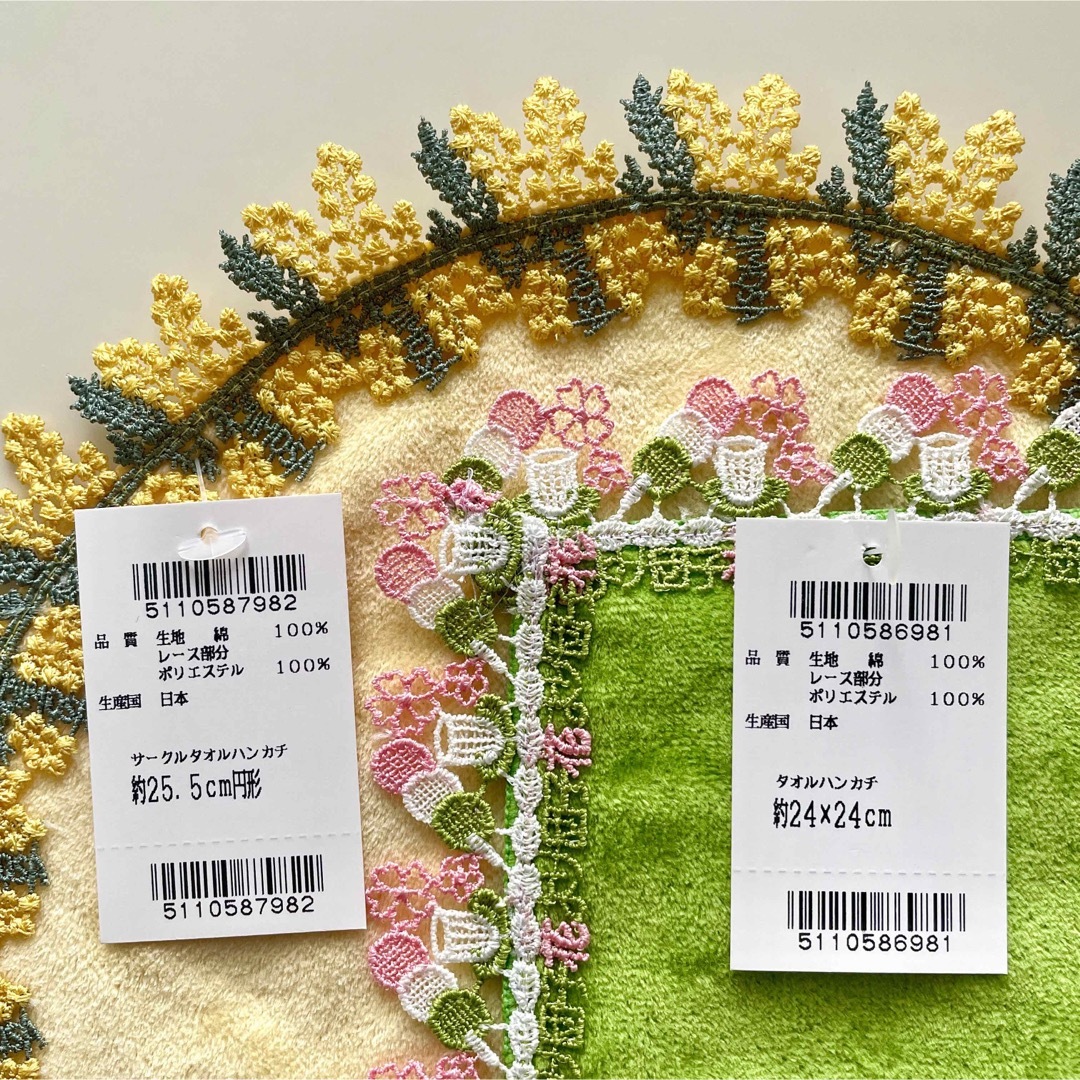 5110587982
品 質 生地 綿 100%
レース部分
ポリエステル 100%
生産国 日本
サークルタオルハンカチ
約25.5cm円形
5110587982
5110586981
品 質 生地 綿 100%
レース部分
ポリエステル 100%
生産国 日本
タオルハンカチ
約24×24cm
5110586981
花
花